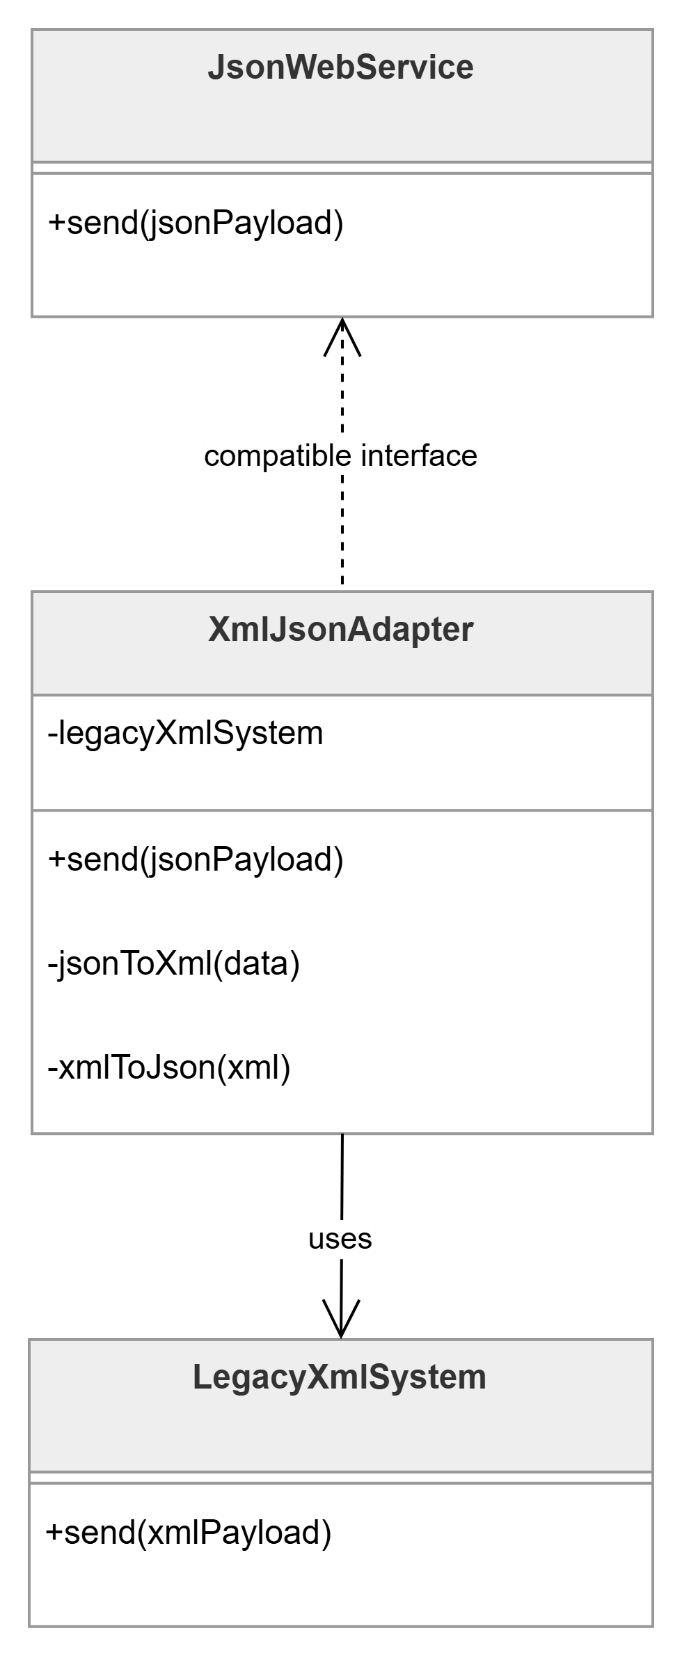 JsonWebService
+send(jsonPayload)
compatible interface
XmlJsonAdapter
-legacyXmlSystem
+send(jsonPayload)
-jsonToXml(data)
-xmlToJson(xml)
uses
LegacyXmlSystem
+send(xmlPayload)